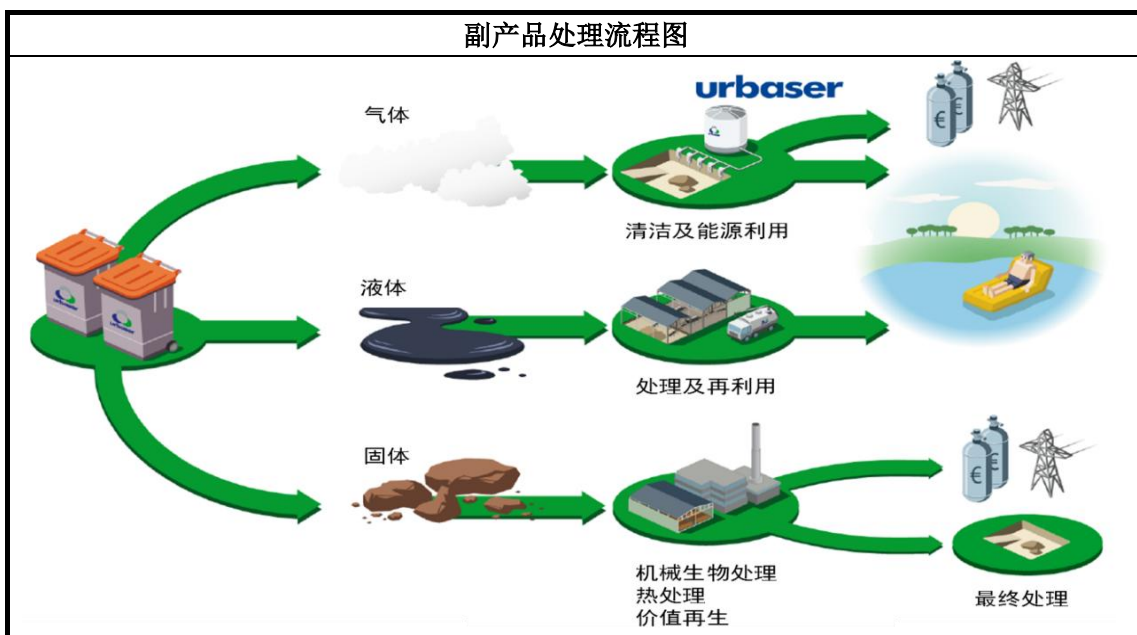 副产品处理流程图
urbaser
气体
清洁及能源利用
€
€
urbaser
urbaser
液体
处理及再利用
固体
€
€
机械生物处理
热处理
价值再生
最终处理